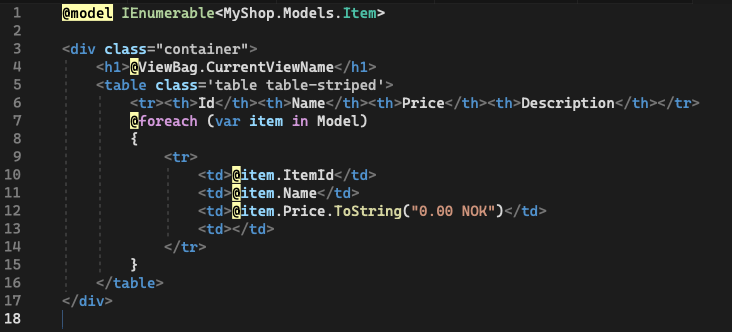 1 @model IEnumerable<MyShop.Models.Item>
2
3 <div class="container">
4     <h1>@ViewBag.CurrentViewName</h1>
5     <table class='table table-striped'>
6         <tr><th>Id</th><th>Name</th><th>Price</th><th>Description</th></tr>
7         @foreach (var item in Model)
8         {
9             <tr>
10                 <td>@item.ItemId</td>
11                 <td>@item.Name</td>
12                 <td>@item.Price.ToString("0.00 NOK")</td>
13                 <td></td>
14             </tr>
15         }
16     </table>
17 </div>
18